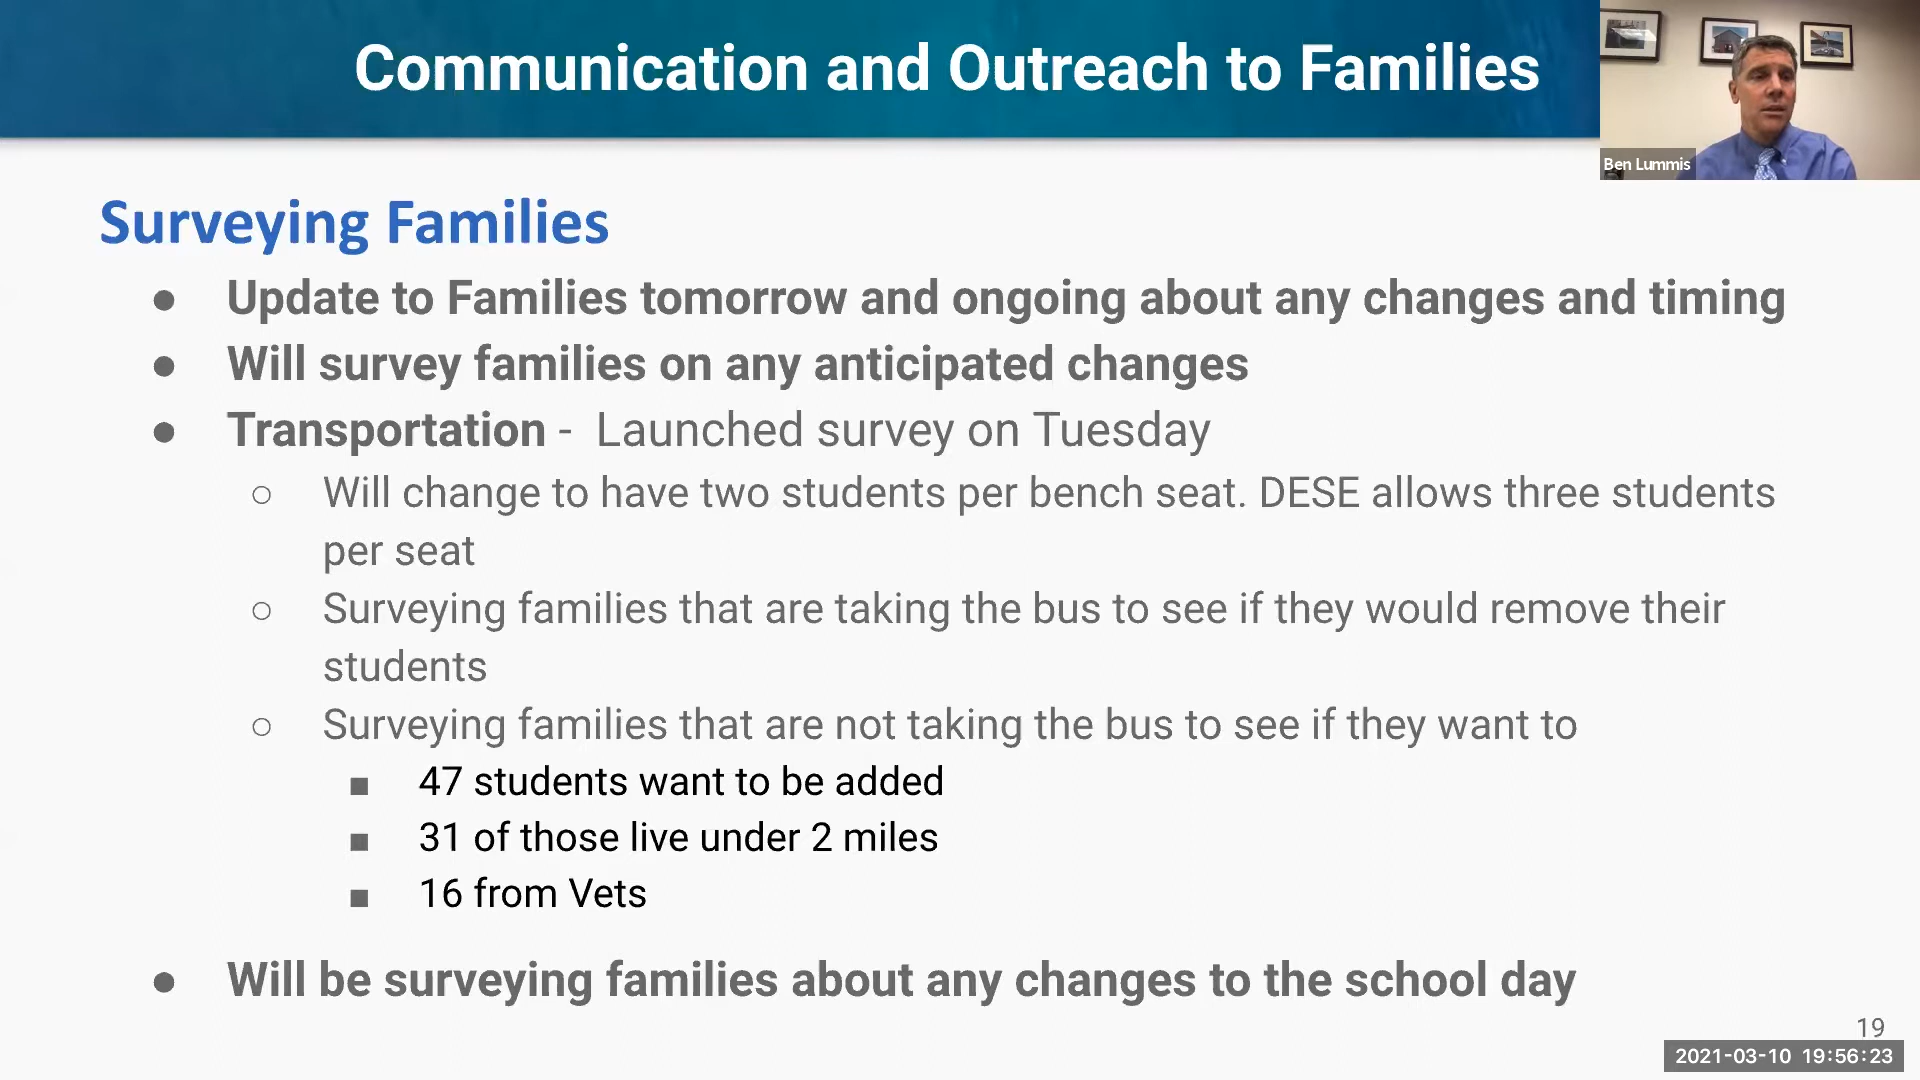 Communication and Outreach to Families
Ben Lummis
Surveying Families
● Update to Families tomorrow and ongoing about any changes and timing
● Will survey families on any anticipated changes
● Transportation - Launched survey on Tuesday
○ Will change to have two students per bench seat. DESE allows three students
per seat
○ Surveying families that are taking the bus to see if they would remove their
students
○ Surveying families that are not taking the bus to see if they want to
■ 47 students want to be added
■ 31 of those live under 2 miles
■ 16 from Vets
● Will be surveying families about any changes to the school day
19
2021-03-10 19:56:23